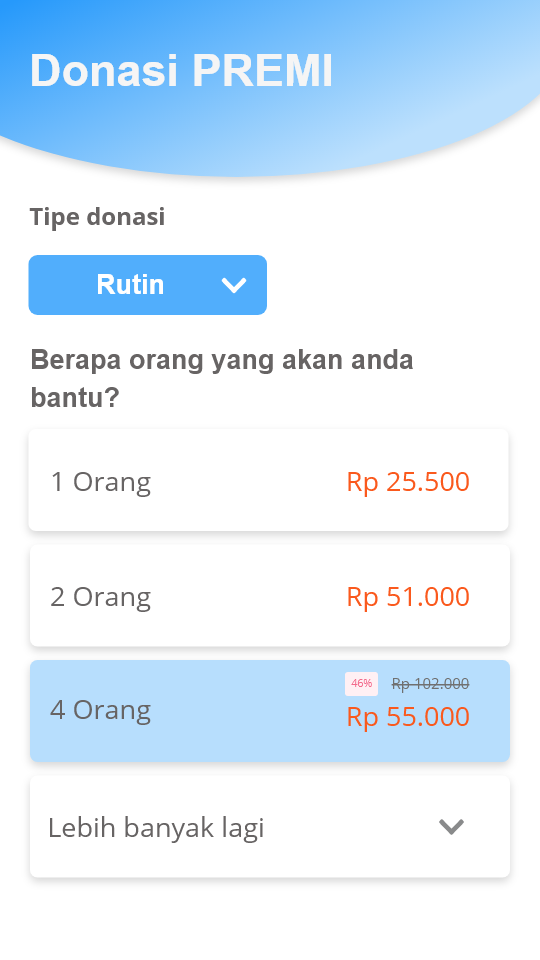 Donasi PREMI
Tipe donasi
Rutin
Berapa orang yang akan anda
bantu?
1 Orang Rp 25.500
2 Orang Rp 51.000
46% Rp 102.000
4 Orang Rp 55.000
Lebih banyak lagi